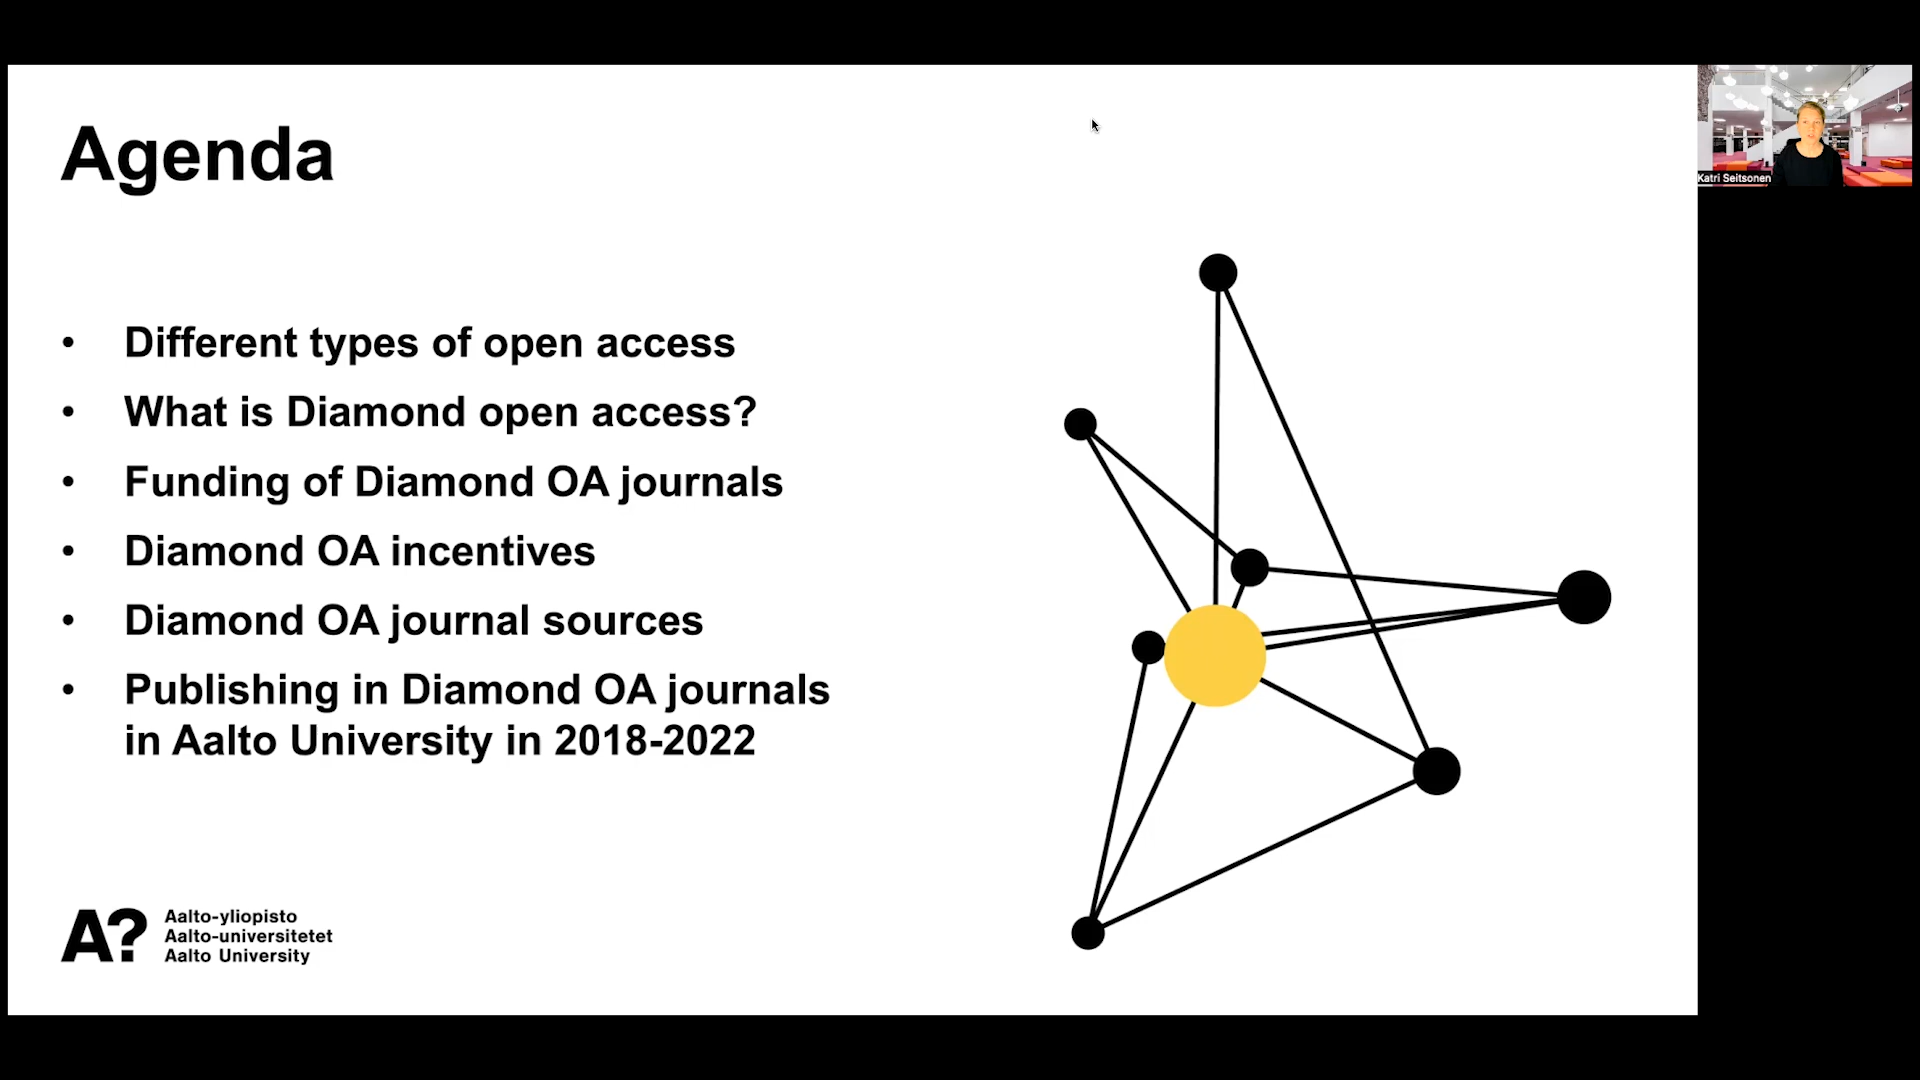 Agenda
• Different types of open access
• What is Diamond open access?
• Funding of Diamond OA journals
• Diamond OA incentives
• Diamond OA journal sources
• Publishing in Diamond OA journals
in Aalto University in 2018-2022
A?
Aalto-yliopisto
Aalto-universitetet
Aalto University
Katri Seitsonen